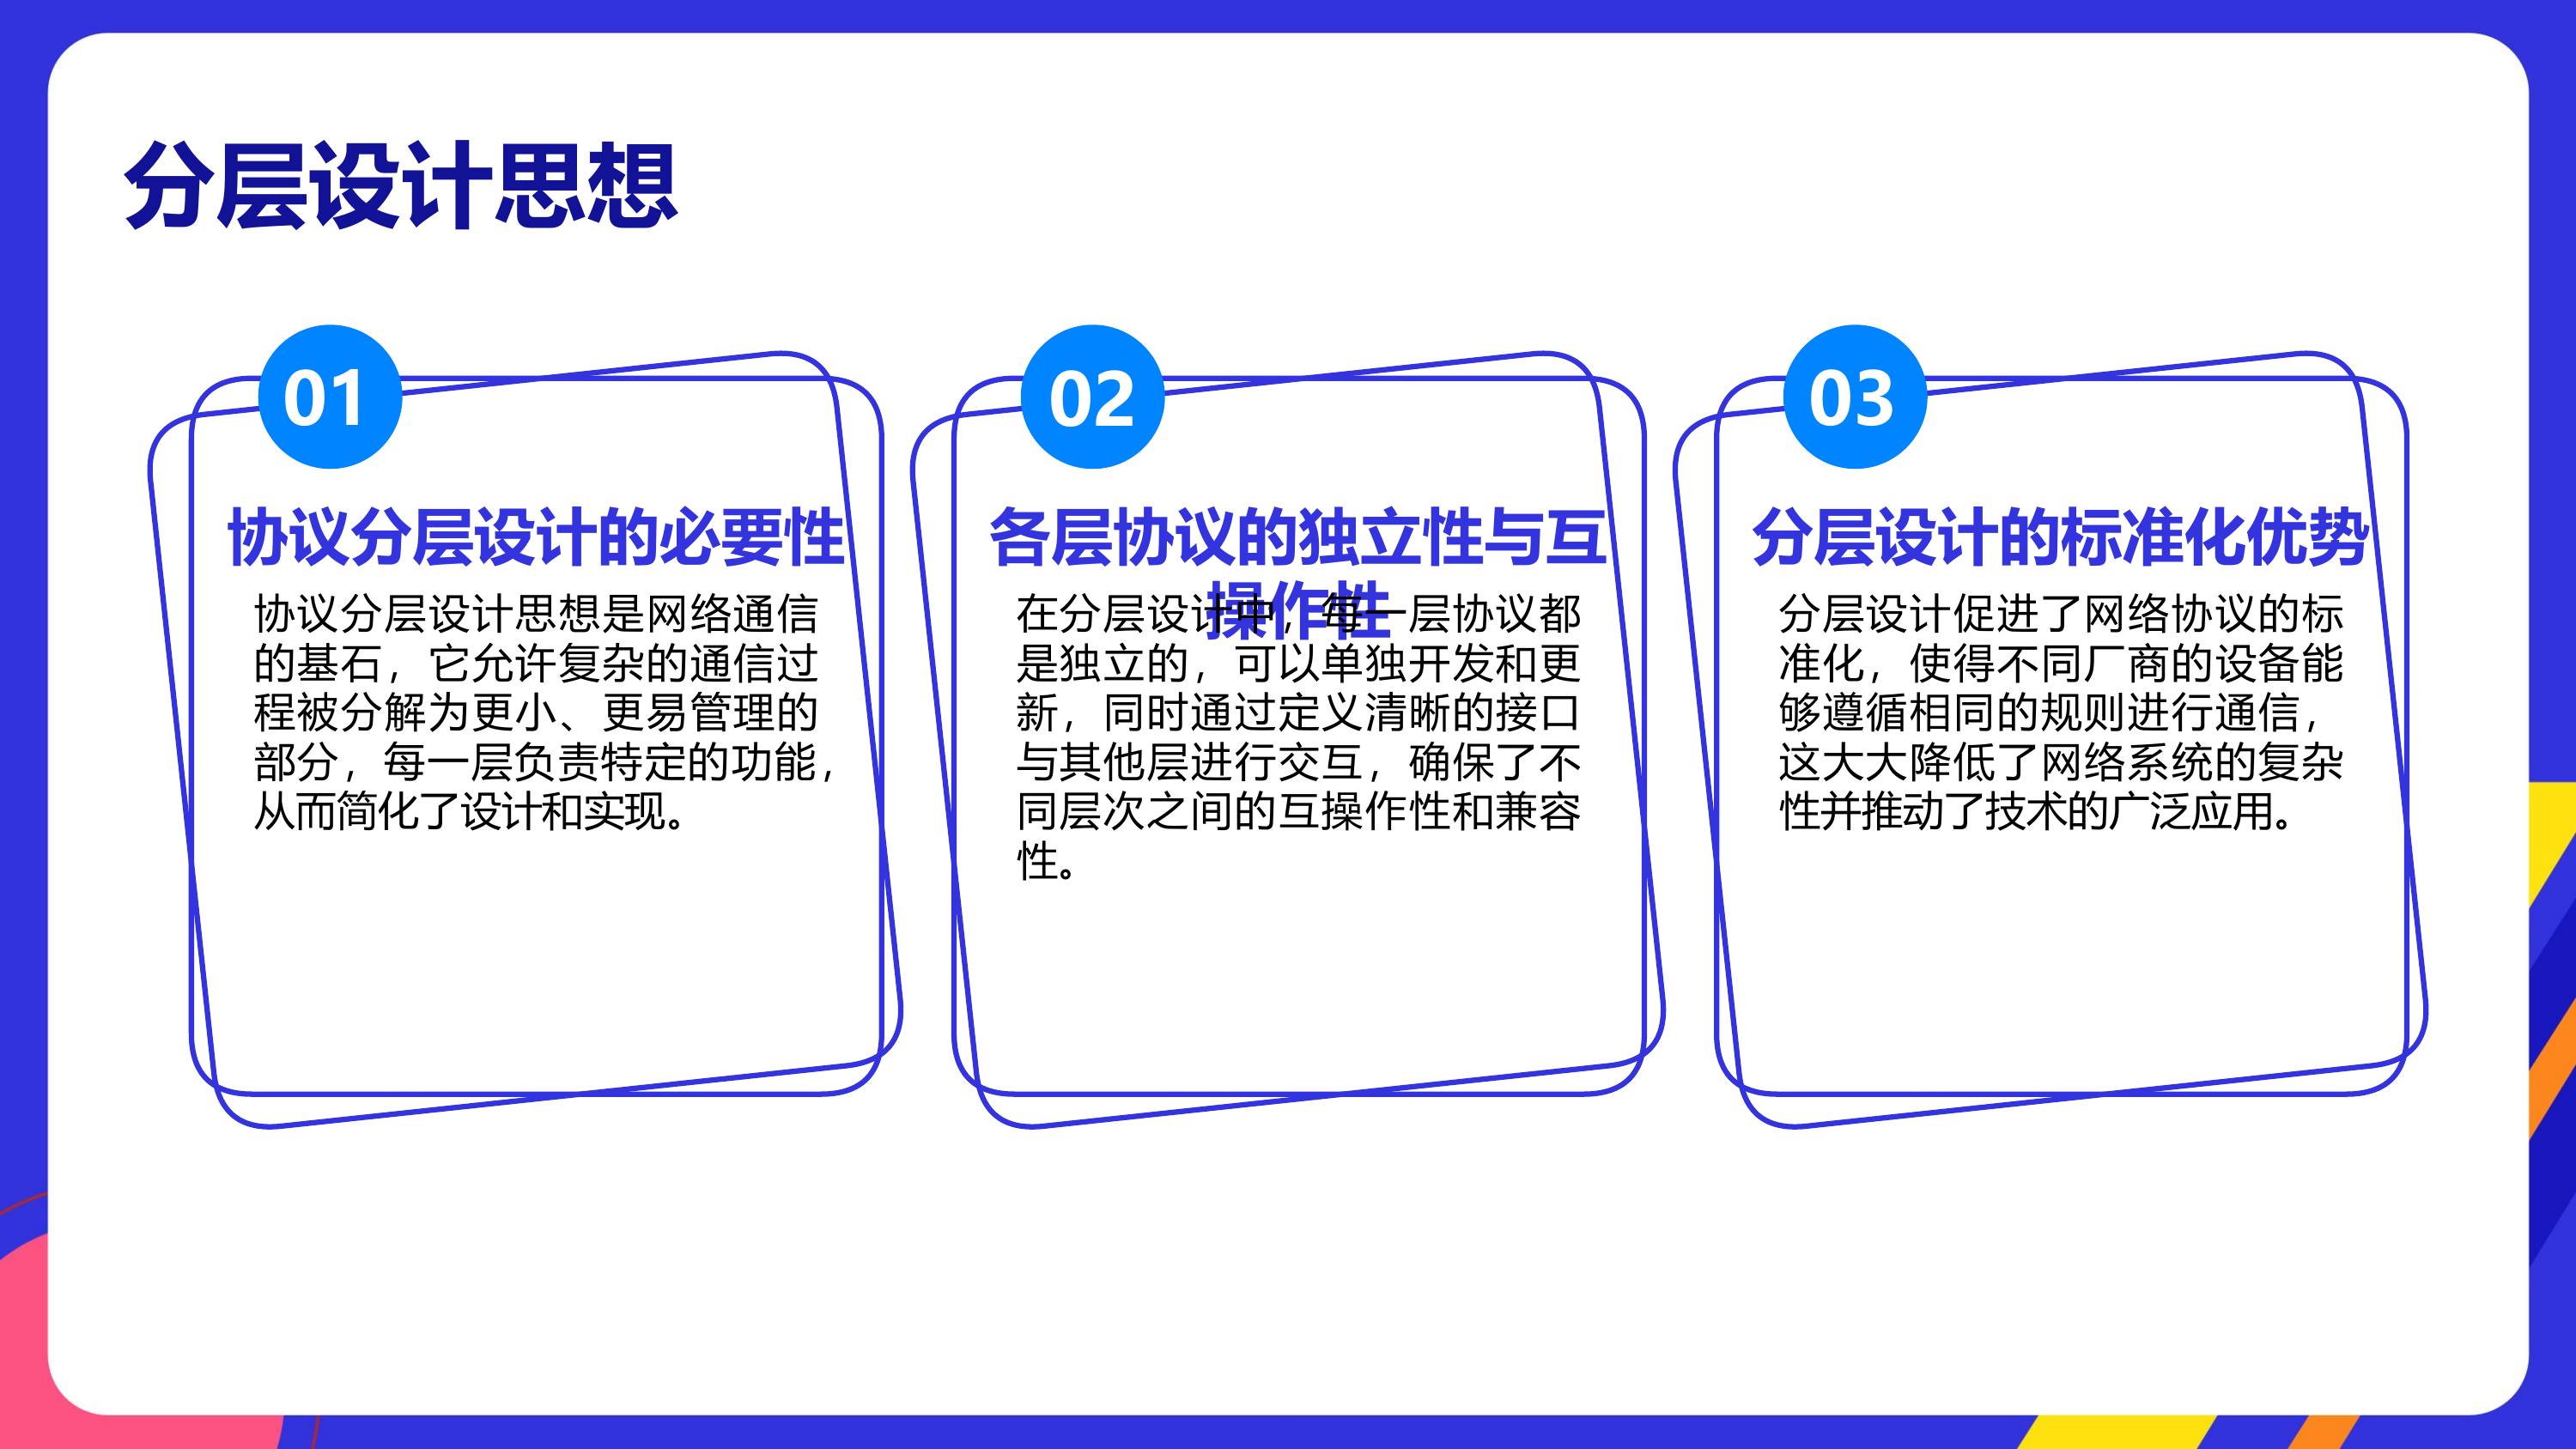 分层设计思想
01
协议分层设计的必要性
协议分层设计思想是网络通信
的基石，它允许复杂的通信过
程被分解为更小、更易管理的
部分，每一层负责特定的功能，
从而简化了设计和实现。
02
各层协议的独立性与互
操作性
在分层设计中，每一层协议都
是独立的，可以单独开发和更
新，同时通过定义清晰的接口
与其他层进行交互，确保了不
同层次之间的互操作性和兼容
性。
03
分层设计的标准化优势
分层设计促进了网络协议的标
准化，使得不同厂商的设备能
够遵循相同的规则进行通信，
这大大降低了网络系统的复杂
性并推动了技术的广泛应用。